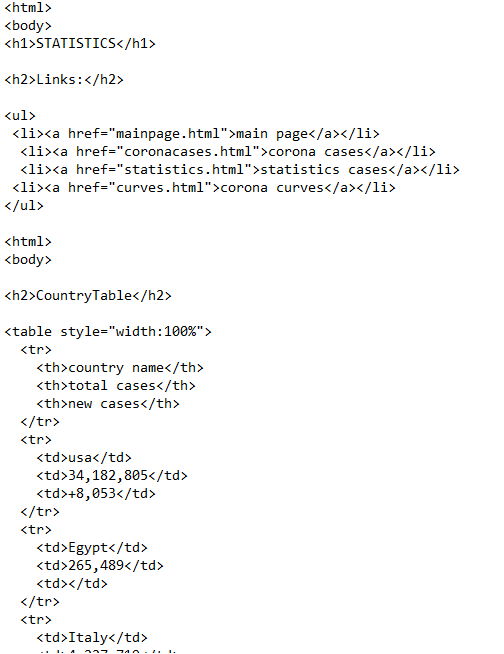 <html>
<body>
<h1>STATISTICS</h1>
<h2>Links:</h2>
<ul>
<li><a href="mainpage.html">main page</a></li>
<li><a href="coronacases.html">corona cases</a></li>
<li><a href="statistics.html">statistics cases</a></li>
<li><a href="curves.html">corona curves</a></li>
</ul>
<html>
<body>
<h2>CountryTable</h2>
<table style="width:100%">
<tr>
<th>country name</th>
<th>total cases</th>
<th>new cases</th>
</tr>
<tr>
<td>usa</td>
<td>34,182,805</td>
<td>+8,053</td>
</tr>
<tr>
<td>Egypt</td>
<td>265,489</td>
<td></td>
</tr>
<tr>
<td>Italy</td>